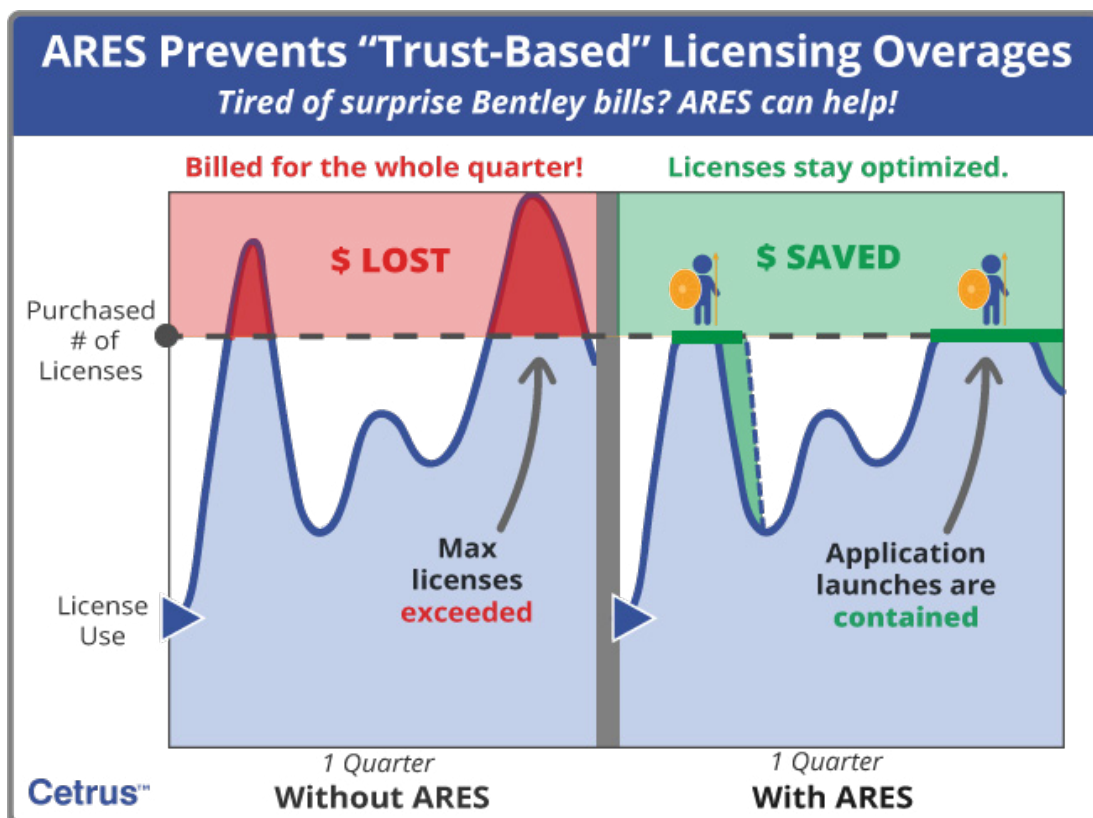 ARES Prevents “Trust-Based” Licensing Overages
Tired of surprise Bentley bills? ARES can help!
Billed for the whole quarter!
Licenses stay optimized.
$ LOST
$ SAVED
Purchased
# of
Licenses
Max
licenses
exceeded
Application
launches are
contained
License
Use
1 Quarter
1 Quarter
Cetrus™
Without ARES
With ARES